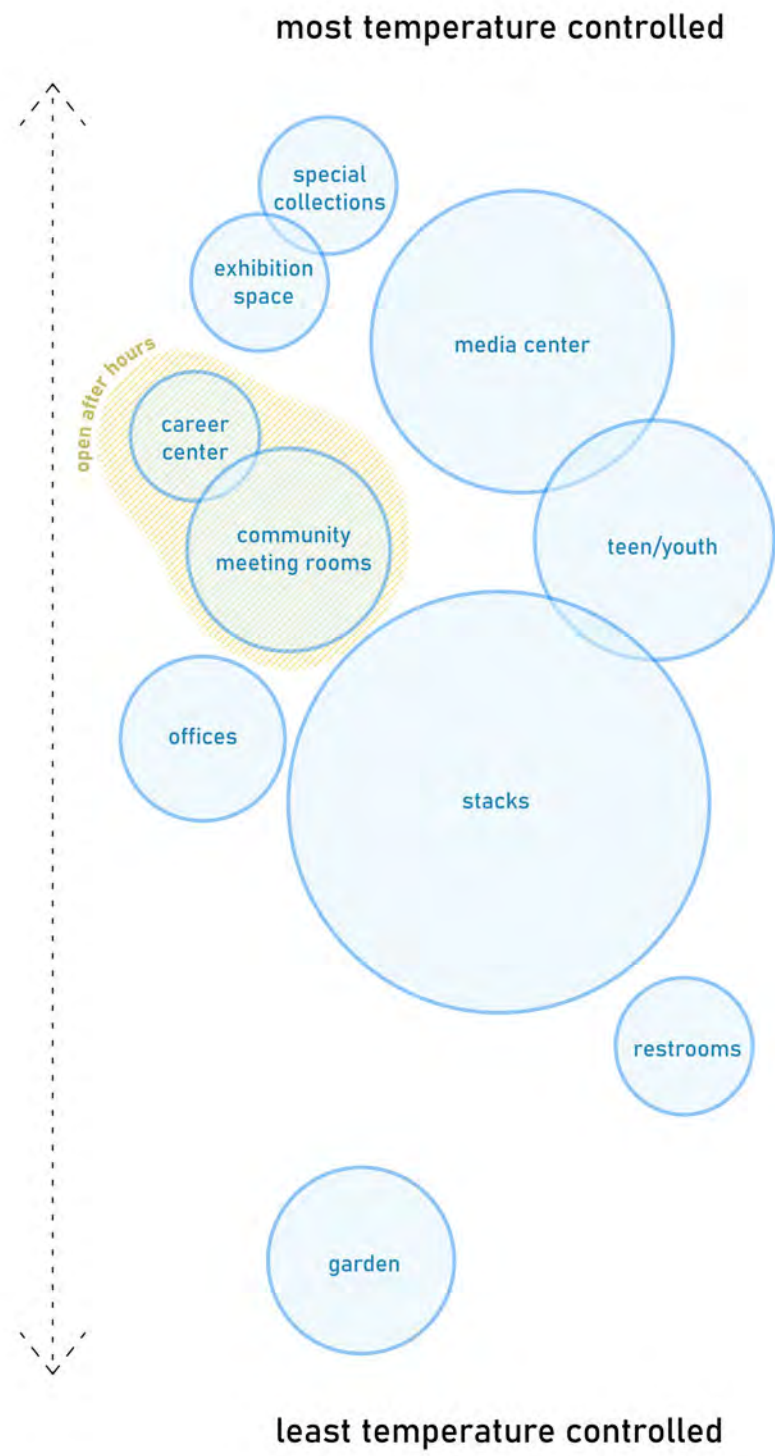 most temperature controlled
special
collections
exhibition
space
media center
open after hours
career
center
community
meeting rooms
teen/youth
offices
stacks
restrooms
garden
least temperature controlled